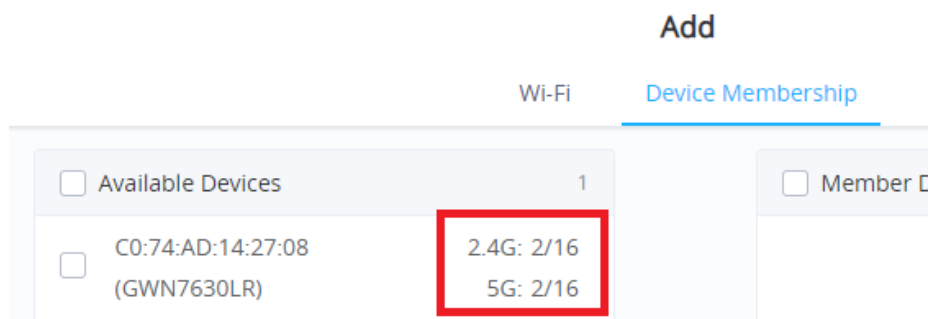 Add
Wi-Fi Device Membership
Available Devices 1
Member D
C0:74:AD:14:27:08 2.4G: 2/16
(GWN7630LR) 5G: 2/16